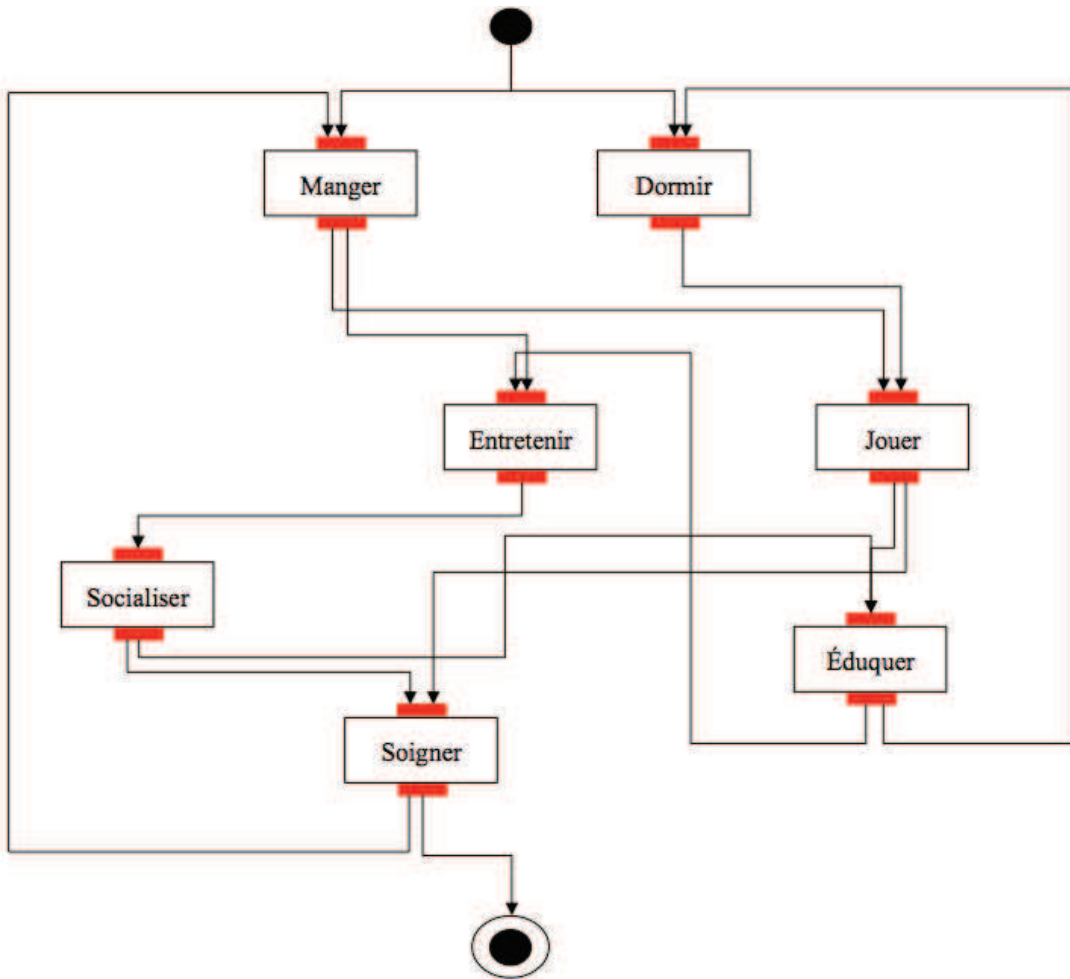 Manger
Dormir
Entretenir
Jouer
Socialiser
Éduquer
Soigner